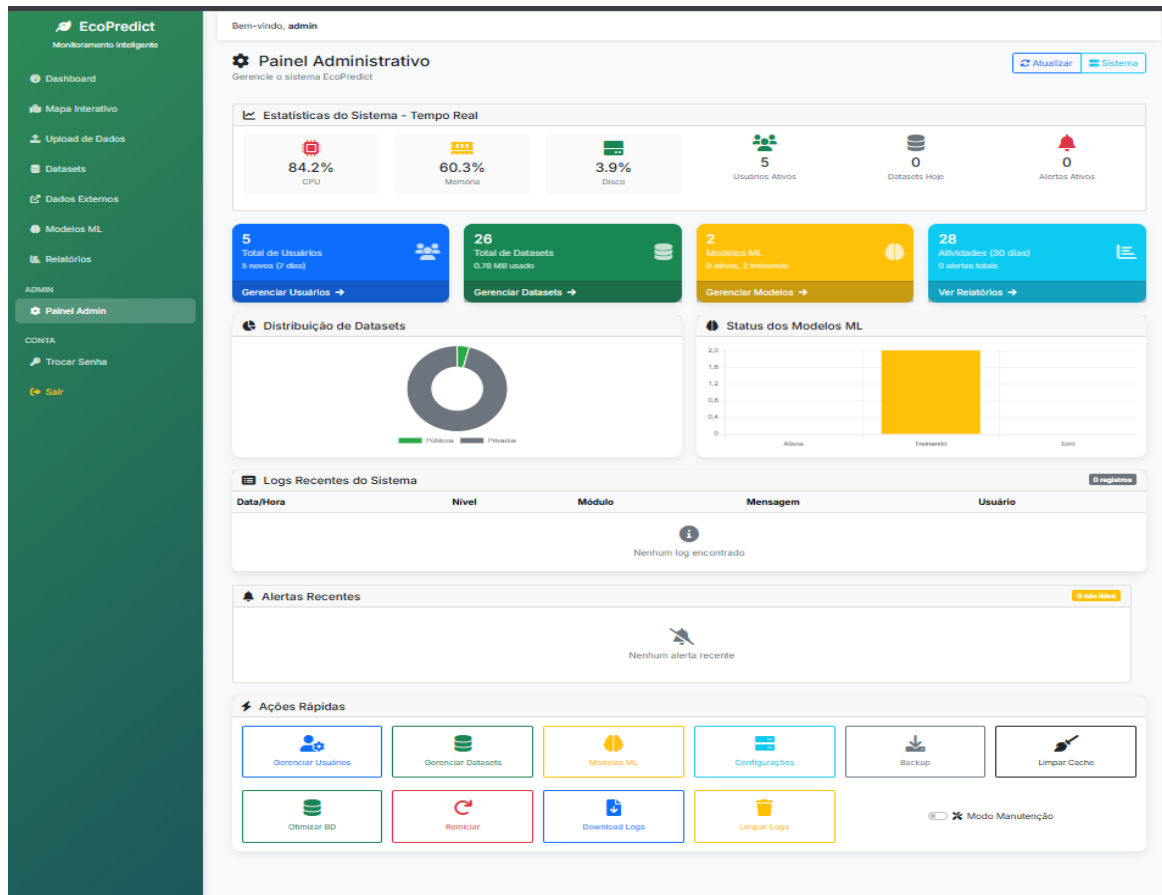 EcoPredict
Monitoramento Inteligente
Dashboard
Mapa Interativo
Upload de Dados
Datasets
Dados Externos
Modelos ML
Relatórios
ADMIN
Painel Admin
CONTA
Trocar Senha
Sair
Bem-vindo, admin
Painel Administrativo
Gerencie o sistema EcoPredict
Atualizar
Sistema
Estatísticas do Sistema - Tempo Real
84.2%
CPU
60.3%
Memória
3.9%
Disco
5
Usuários Ativos
0
Datasets Hoje
0
Alertas Ativos
5
Total de Usuários
5 novos (7 dias)
Gerenciar Usuários →
26
Total de Datasets
0.78 MB usado
Gerenciar Datasets →
2
Modelos ML
0 ativos, 2 treinando
Gerenciar Modelos →
28
Atividades (30 dias)
0 alertas totais
Ver Relatórios →
Distribuição de Datasets
Públicos Privados
Status dos Modelos ML
2,0
1,6
1,2
0,8
0,4
0
Ativos Treinando Erro
Logs Recentes do Sistema
0 registros
Data/Hora Nível Módulo Mensagem Usuário
Nenhum log encontrado
Alertas Recentes
0 não lidos
Nenhum alerta recente
Ações Rápidas
Gerenciar Usuários
Gerenciar Datasets
Modelos ML
Configurações
Backup
Limpar Cache
Otimizar BD
Reiniciar
Download Logs
Limpar Logs
Modo Manutenção